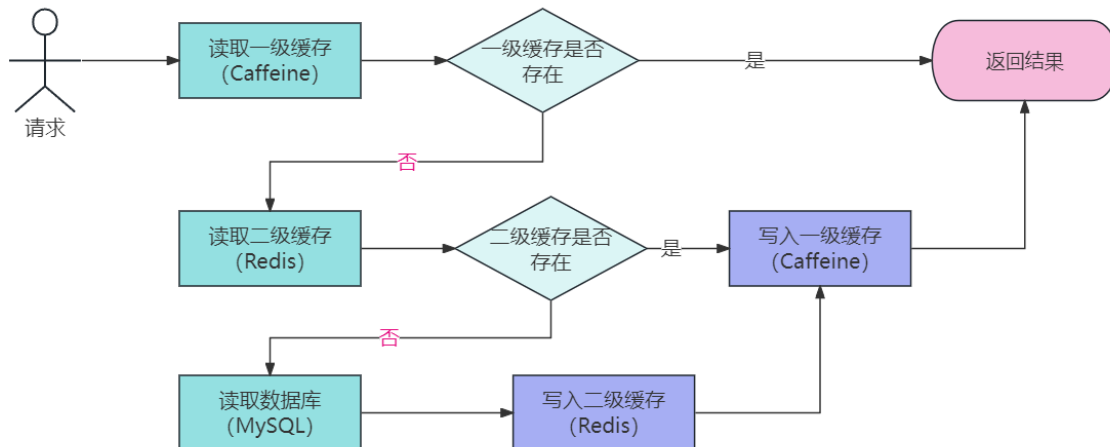 读取一级缓存
（Caffeine）
一级缓存是否
存在
是
返回结果
请求
否
读取二级缓存
（Redis）
二级缓存是否
存在
是
写入一级缓存
（Caffeine）
否
读取数据库
（MySQL）
写入二级缓存
（Redis）